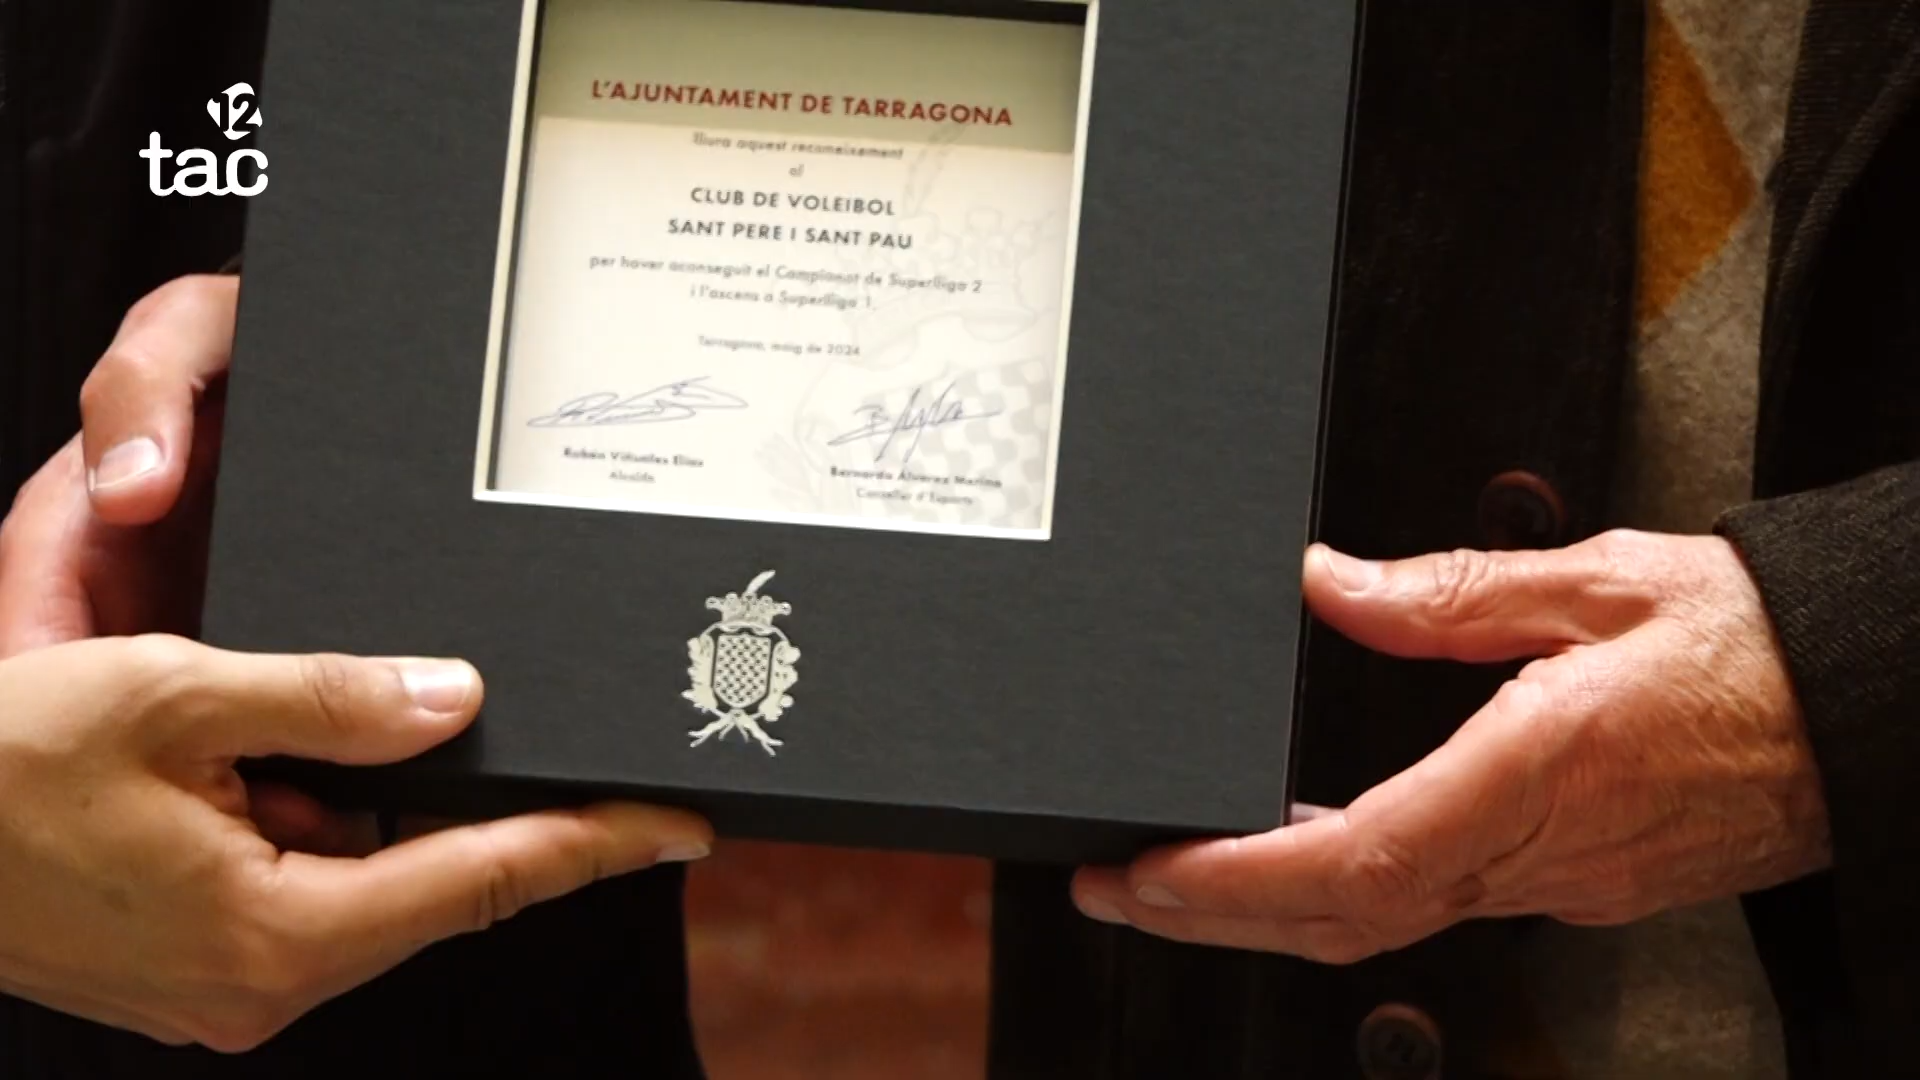 12
tac
L'AJUNTAMENT DE TARRAGONA
lliura aquest reconeixement
al
CLUB DE VOLEIBOL
SANT PERE I SANT PAU
per haver aconseguit el Campionat de Superlliga 2
i l'ascens a Superlliga 1.
Tarragona, maig de 2024
Rubén Viñuales Elías
Alcalde
Bernardo Álvarez Merino
Conseller d'Esports